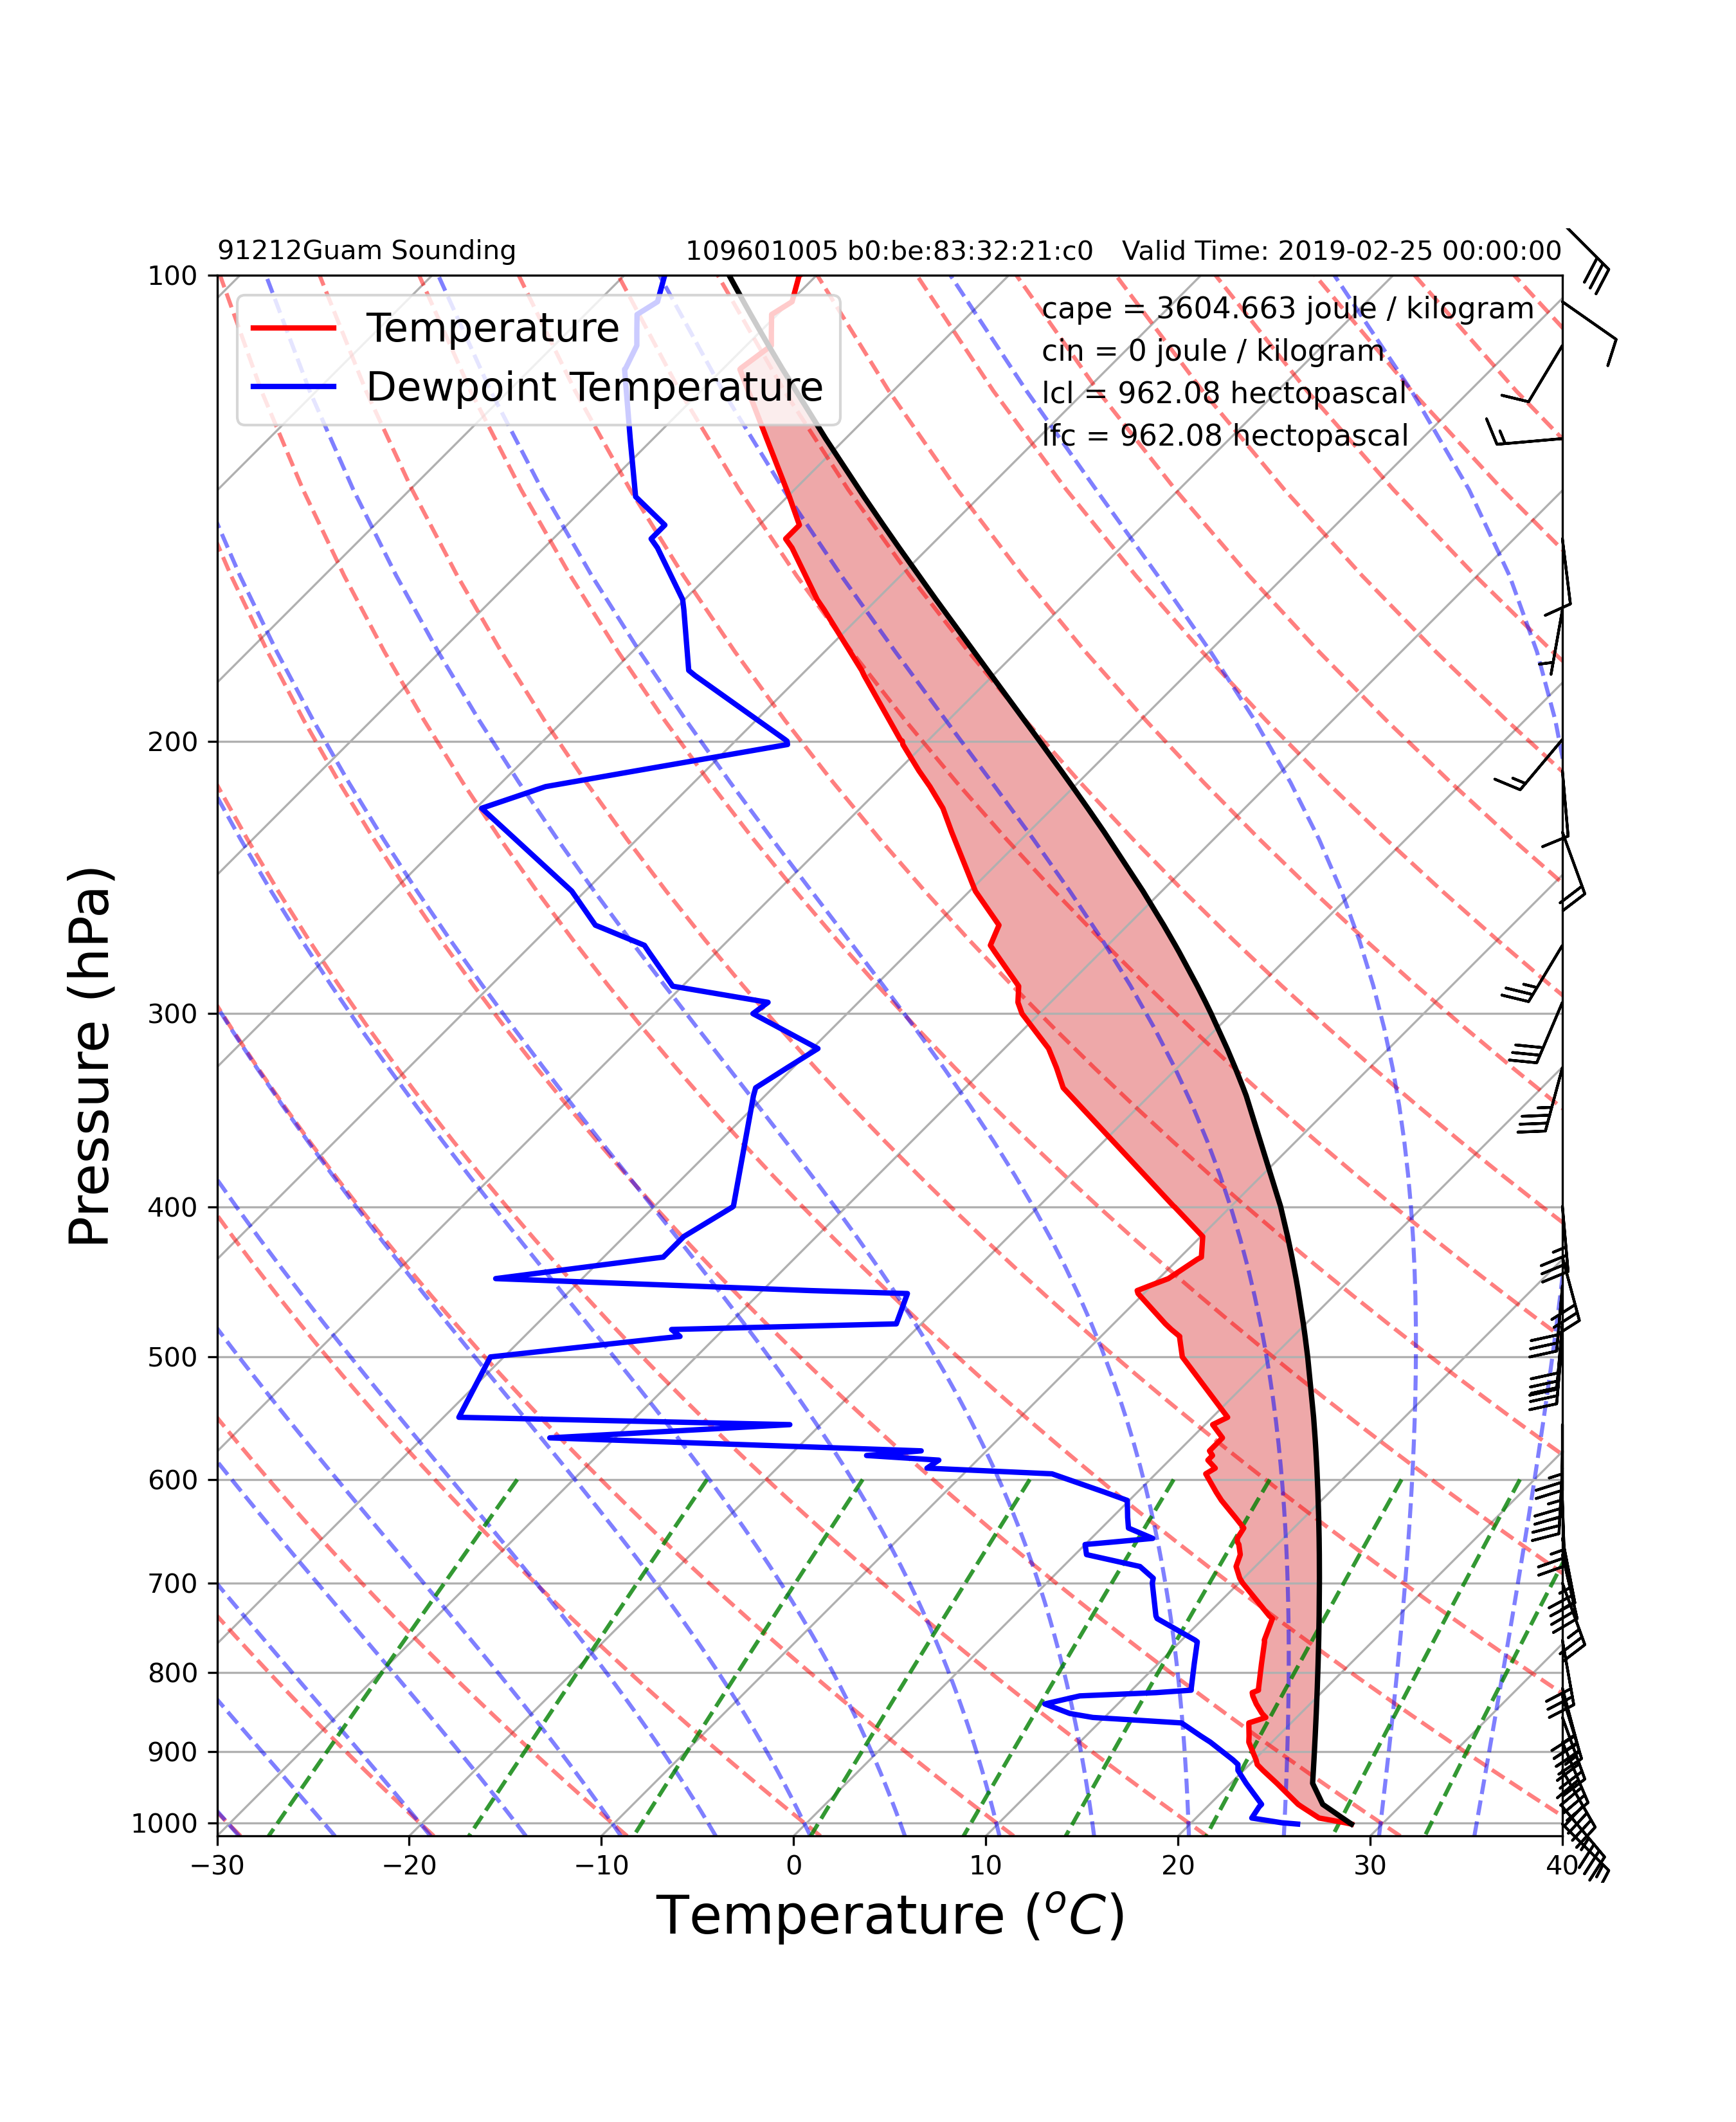 91212Guam Sounding 109601005 b0:be:83:32:21:c0 Valid Time: 2019-02-25 00:00:00
100
Temperature
Dewpoint Temperature
cape = 3604.663 joule / kilogram
cin = 0 joule / kilogram
lcl = 962.08 hectopascal
lfc = 962.08 hectopascal
200
300
400
500
600
700
800
900
1000
Pressure (hPa)
−30 −20 −10 0 10 20 30 40
Temperature (°C)